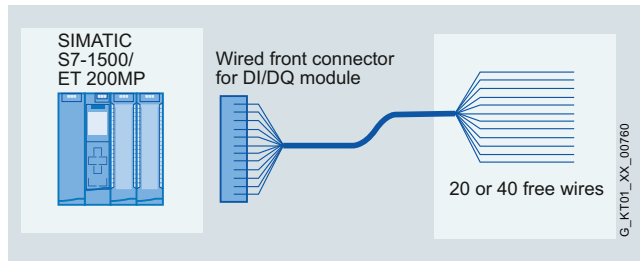 SIMATIC
S7-1500/
ET 200MP
Wired front connector
for DI/DQ module
20 or 40 free wires
G_KT01_XX_00760